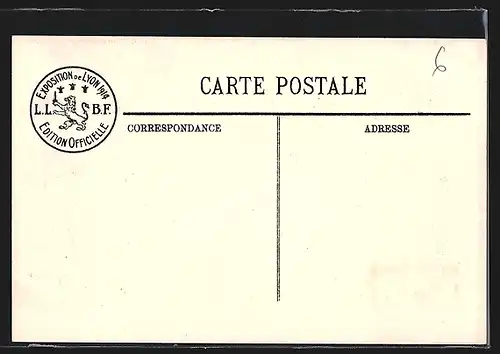 EXPOSITION DE LYON 1914
L.L. B.F.
EDITION OFFICIELLE
CARTE POSTALE
6
CORRESPONDANCE
ADRESSE